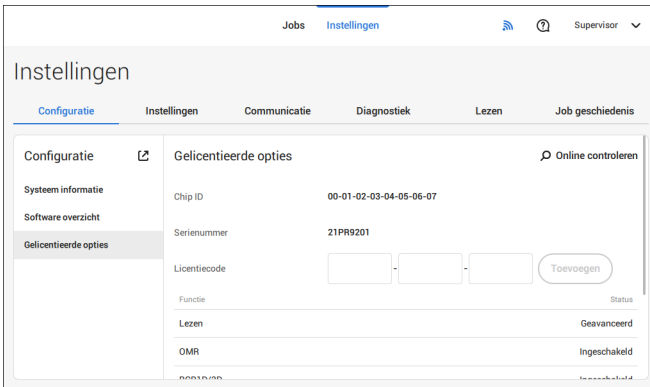 Jobs Instellingen Supervisor
Instellingen
Configuratie Instellingen Communicatie Diagnostiek Lezen Job geschiedenis
Configuratie Gelicentieerde opties Online controleren
Systeem informatie
Chip ID 00-01-02-03-04-05-06-07
Software overzicht
Serienummer 21PR9201
Gelicentieerde opties
Licentiecode - - Toevoegen
Functie Status
Lezen Geavanceerd
OMR Ingeschakeld
Ingeschakeld